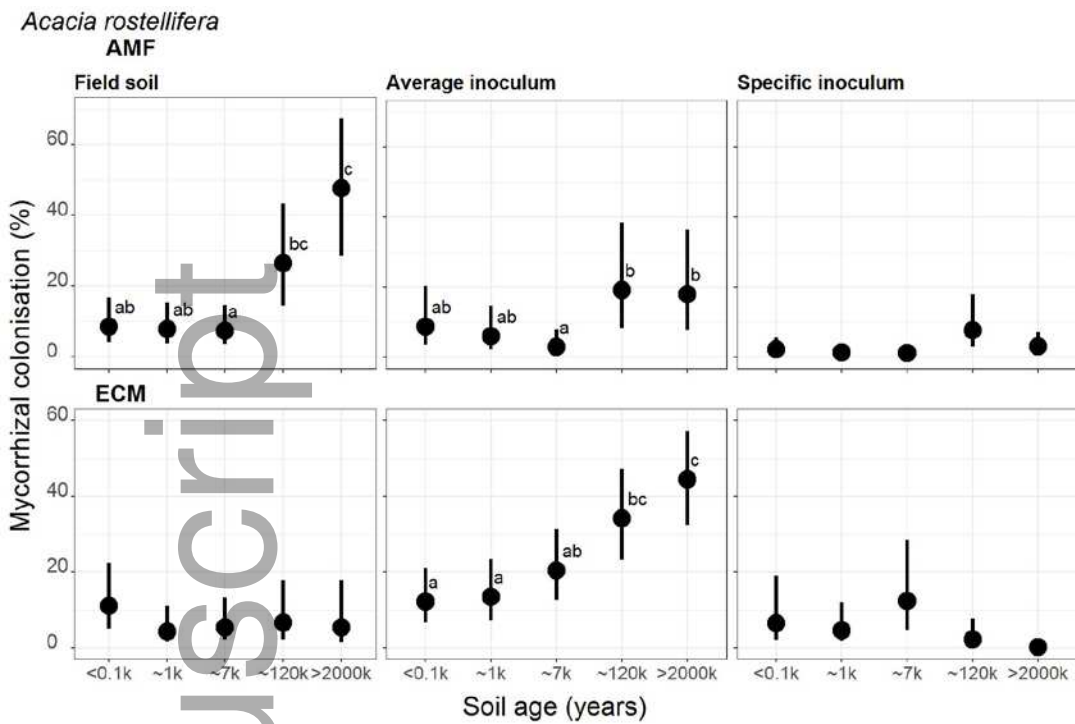 Acacia rostellifera
AMF
Field soil
Average inoculum
Specific inoculum
Mycorrhizal colonisation (%)
60
40
20
0
ab
ab
a
bc
c
ab
ab
a
b
b
ECM
60
40
20
0
a
a
ab
bc
c
<0.1k ~1k ~7k ~120k >2000k
<0.1k ~1k ~7k ~120k >2000k
<0.1k ~1k ~7k ~120k >2000k
Soil age (years)
uscript